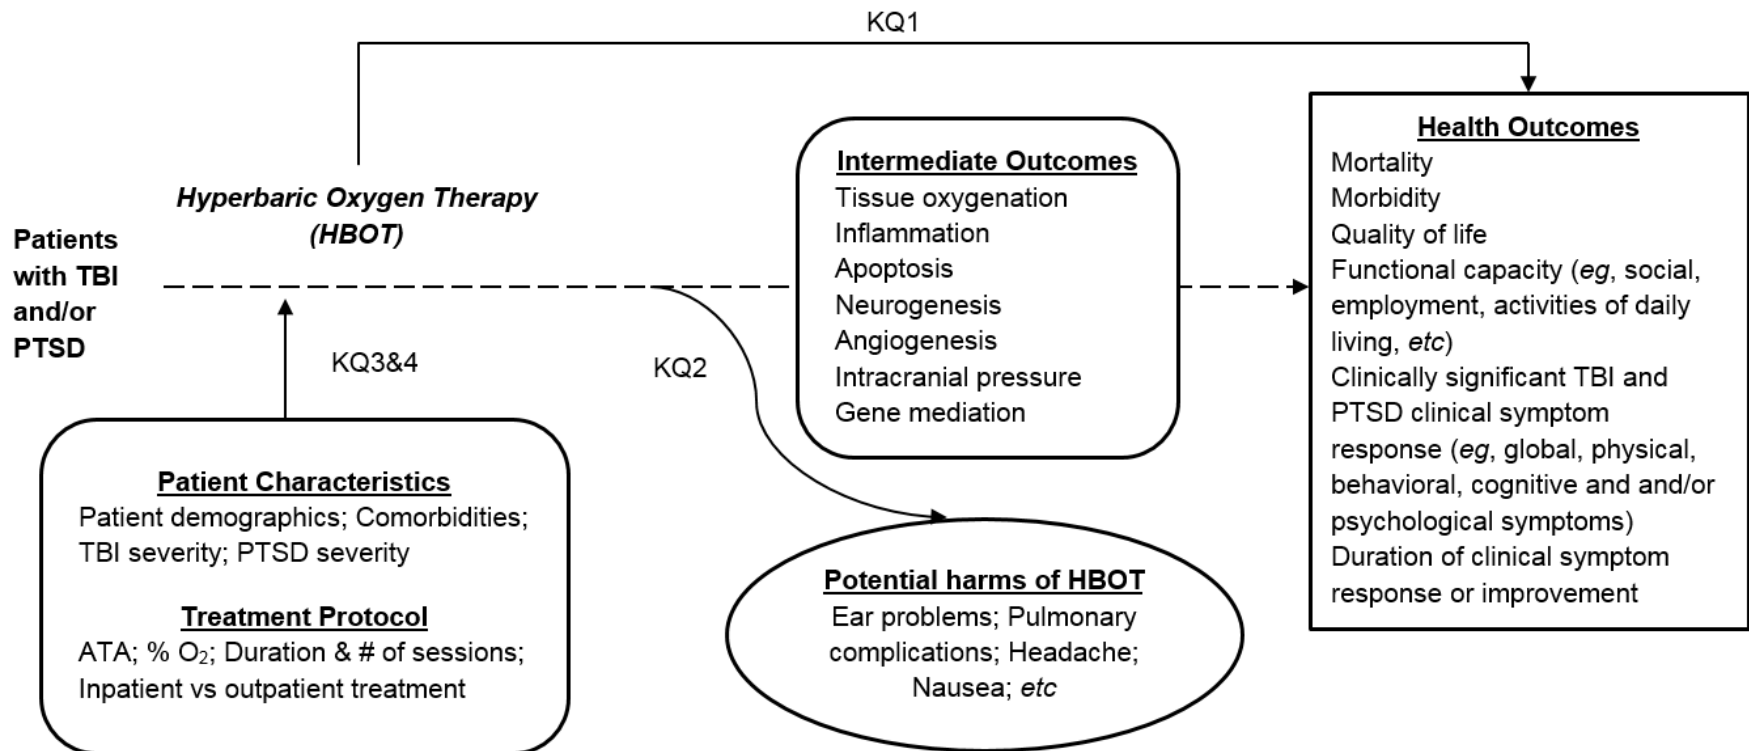 KQ1
Hyperbaric Oxygen Therapy
(HBOT)
Patients
with TBI
and/or
PTSD
KQ3&4
KQ2
Patient Characteristics
Patient demographics; Comorbidities;
TBI severity; PTSD severity
Treatment Protocol
ATA; % O₂; Duration & # of sessions;
Inpatient vs outpatient treatment
Intermediate Outcomes
Tissue oxygenation
Inflammation
Apoptosis
Neurogenesis
Angiogenesis
Intracranial pressure
Gene mediation
Potential harms of HBOT
Ear problems; Pulmonary
complications; Headache;
Nausea; etc
Health Outcomes
Mortality
Morbidity
Quality of life
Functional capacity (eg, social,
employment, activities of daily
living, etc)
Clinically significant TBI and
PTSD clinical symptom
response (eg, global, physical,
behavioral, cognitive and and/or
psychological symptoms)
Duration of clinical symptom
response or improvement